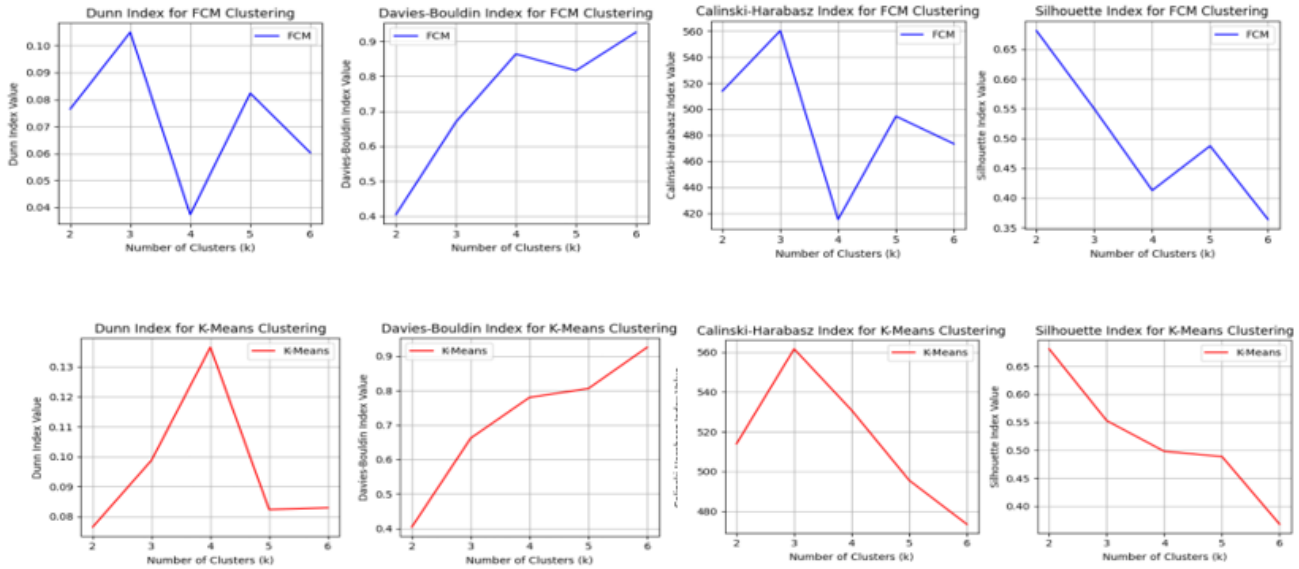 Dunn Index for FCM Clustering
Dunn Index Value
0.10
0.09
0.08
0.07
0.06
0.05
0.04
FCM
2 3 4 5 6
Number of Clusters (k)
Davies-Bouldin Index for FCM Clustering
Davies-Bouldin Index Value
0.9
0.8
0.7
0.6
0.5
0.4
FCM
2 3 4 5 6
Number of Clusters (k)
Calinski-Harabasz Index for FCM Clustering
Calinski-Harabasz Index Value
560
540
520
500
480
460
440
420
FCM
2 3 4 5 6
Number of Clusters (k)
Silhouette Index for FCM Clustering
Silhouette Index Value
0.65
0.60
0.55
0.50
0.45
0.40
0.35
FCM
2 3 4 5 6
Number of Clusters (k)
Dunn Index for K-Means Clustering
Dunn Index Value
0.13
0.12
0.11
0.10
0.09
0.08
K-Means
2 3 4 5 6
Number of Clusters (k)
Davies-Bouldin Index for K-Means Clustering
Davies-Bouldin Index Value
0.9
0.8
0.7
0.6
0.5
0.4
K-Means
2 3 4 5 6
Number of Clusters (k)
Calinski-Harabasz Index for K-Means Clustering
560
540
520
500
480
K-Means
2 3 4 5 6
Number of Clusters (k)
Silhouette Index for K-Means Clustering
Silhouette Index Value
0.65
0.60
0.55
0.50
0.45
0.40
K-Means
2 3 4 5 6
Number of Clusters (k)